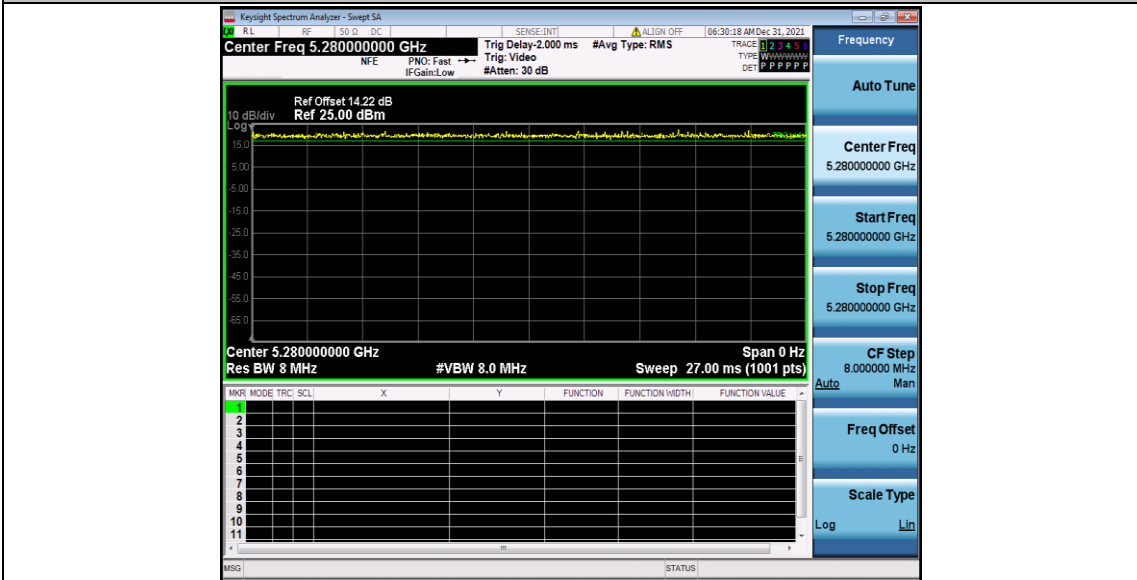 Keysight Spectrum Analyzer - Swept SA
RL RF 50 Ω DC SENSE:INT ALIGN OFF 06:30:18 AM Dec 31, 2021
Center Freq 5.280000000 GHz Trig Delay-2.000 ms #Avg Type: RMS TRACE 1 2 3 4 5 6
NFE PNO: Fast Trig: Video TYPE W
IFGain:Low #Atten: 30 dB DET P P P P P P
Ref Offset 14.22 dB
10 dB/div Ref 25.00 dBm
Log
15.0
5.00
-5.00
-15.0
-25.0
-35.0
-45.0
-55.0
-65.0
Center 5.280000000 GHz Span 0 Hz
Res BW 8 MHz #VBW 8.0 MHz Sweep 27.00 ms (1001 pts)
MKR MODE TRC SCL X Y FUNCTION FUNCTION WIDTH FUNCTION VALUE
1
2
3
4
5
6
7
8
9
10
11
MSG STATUS
Frequency
Auto Tune
Center Freq
5.280000000 GHz
Start Freq
5.280000000 GHz
Stop Freq
5.280000000 GHz
CF Step
8.000000 MHz
Auto Man
Freq Offset
0 Hz
Scale Type
Log Lin